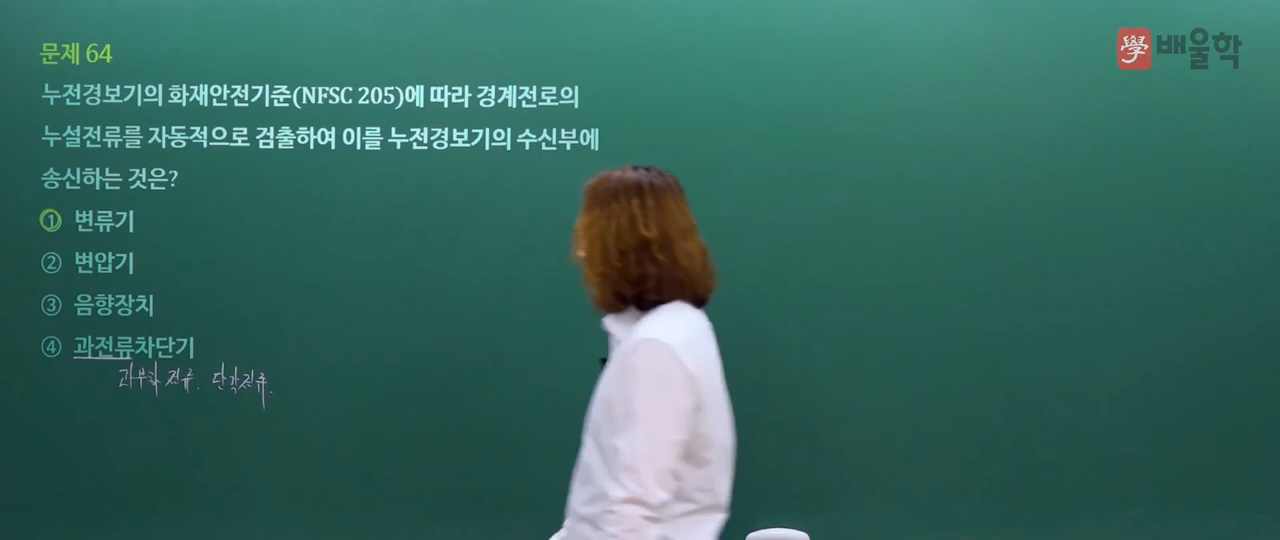 문제 64
學 배울학
누전경보기의 화재안전기준(NFSC 205)에 따라 경계전로의
누설전류를 자동적으로 검출하여 이를 누전경보기의 수신부에
송신하는 것은?
① 변류기
② 변압기
③ 음향장치
④ 과전류차단기
과부하 전류. 단락전류.